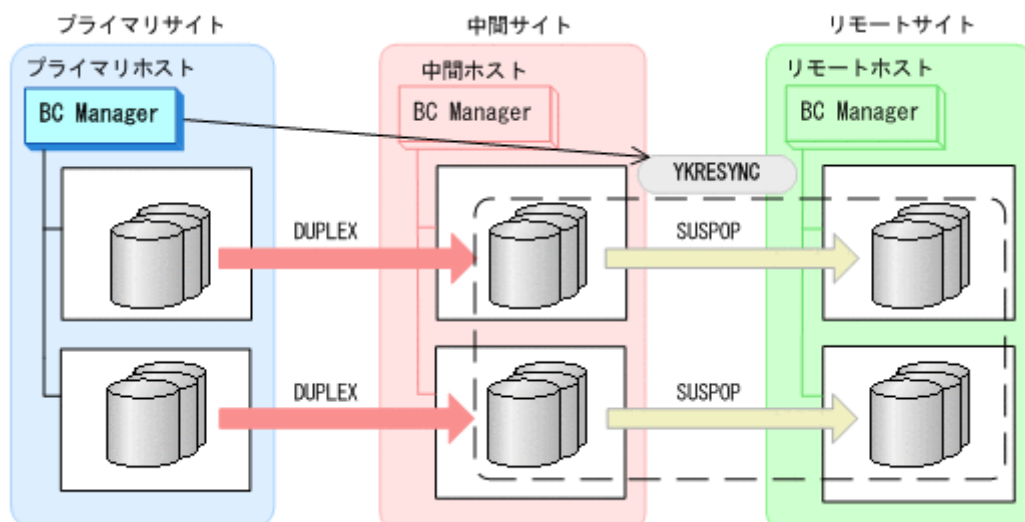 プライマリサイト
中間サイト
リモートサイト
プライマリホスト
中間ホスト
リモートホスト
BC Manager
BC Manager
BC Manager
YKRESYNC
DUPLEX
SUSPOP
DUPLEX
SUSPOP